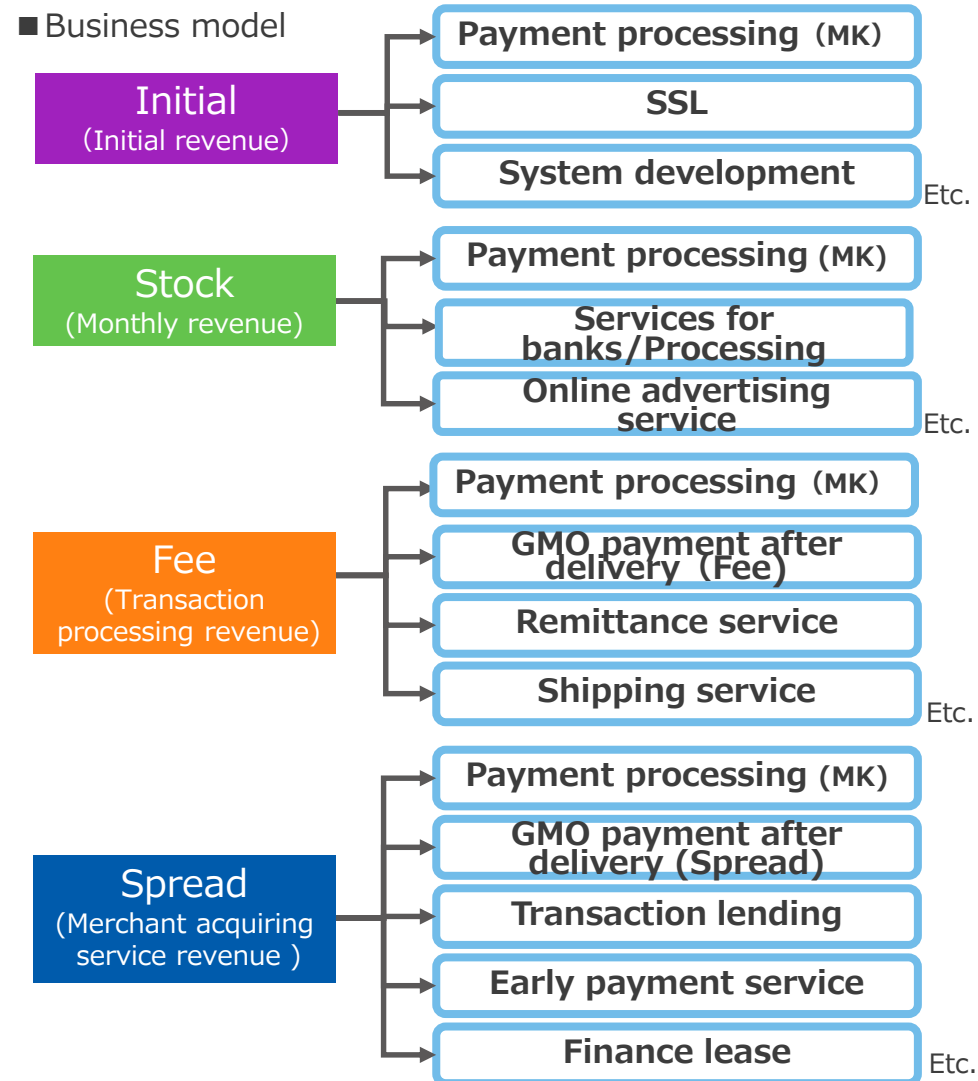 ■Business model
Initial
(Initial revenue)
Payment processing (MK)
SSL
System development
Etc.
Stock
(Monthly revenue)
Payment processing (MK)
Services for
banks/Processing
Online advertising
service
Etc.
Fee
(Transaction
processing revenue)
Payment processing (MK)
GMO payment after
delivery (Fee)
Remittance service
Shipping service
Etc.
Spread
(Merchant acquiring
service revenue )
Payment processing (MK)
GMO payment after
delivery (Spread)
Transaction lending
Early payment service
Finance lease
Etc.